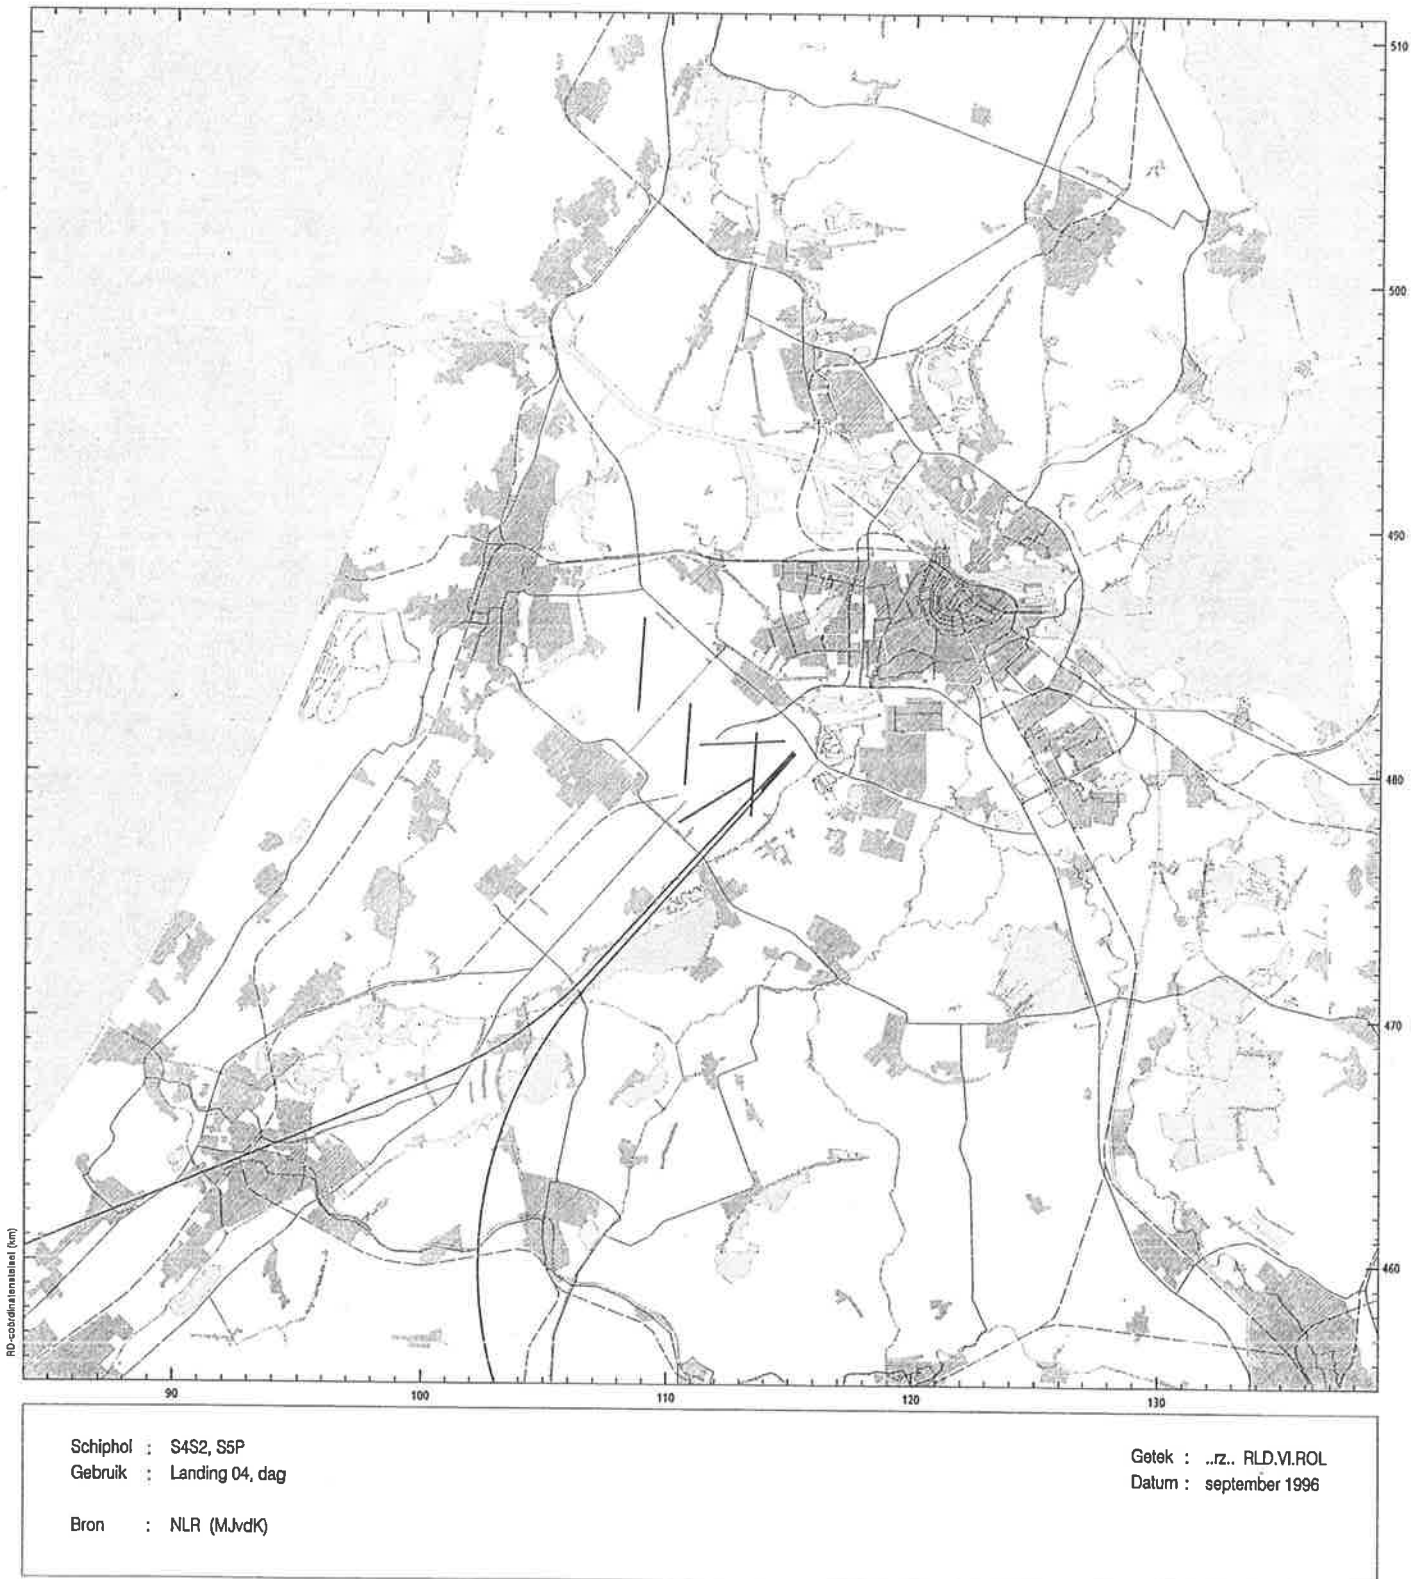 510
500
490
480
470
460
RD-coördinatenstelsel (km)
90
100
110
120
130
Schiphol : S4S2, S5P
Gebruik : Landing 04, dag
Bron : NLR (MJvdK)
Getek : ..rz.. RLD.VI.ROL
Datum : september 1996